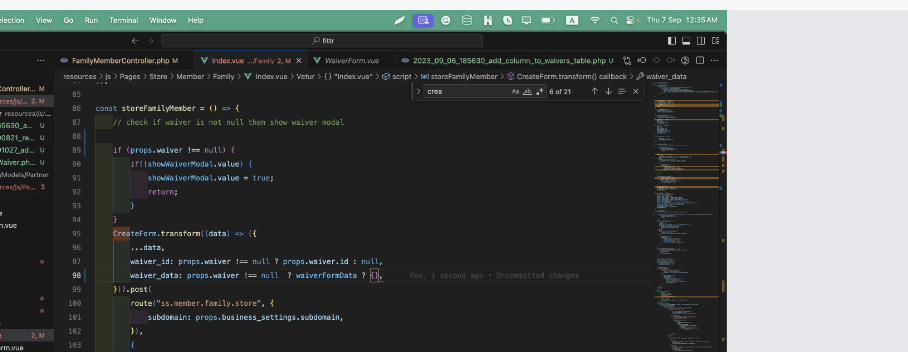 election View Go Run Terminal Window Help Thu 7 Sep 12:35 AM
fittr
FamilyMemberController.php M Index.vue .../Family 2, M WaiverForm.vue 2023_09_06_185630_add_column_to_waivers_table.php U
resources > js > Pages > Store > Member > Family > Index.vue > Vetur > {} "Index.vue" > script > storeFamilyMember > CreateForm.transform() callback > waiver_data
crea 6 of 21
Controller... M
rces/js/... 2, M
resources/js/...
85630_a... U
00821_re... U
01027_ad... U
Waiver.ph... U
/Models/Partner
rces/js/Pa... 3
n.vue
2, M
orm.vue
85
86 const storeFamilyMember = () => {
87 // check if waiver is not null then show waiver modal
88
89 if (props.waiver !== null) {
90 if(!showWaiverModal.value) {
91 showWaiverModal.value = true;
92 return;
93 }
94 }
95 CreateForm.transform((data) => ({
96 ...data,
97 waiver_id: props.waiver !== null ? props.waiver.id : null,
98 waiver_data: props.waiver !== null ? waiverFormData ? {}, You, 1 second ago • Uncommitted changes
99 })).post(
100 route("ss.member.family.store", {
101 subdomain: props.business_settings.subdomain,
102 }),
103 {